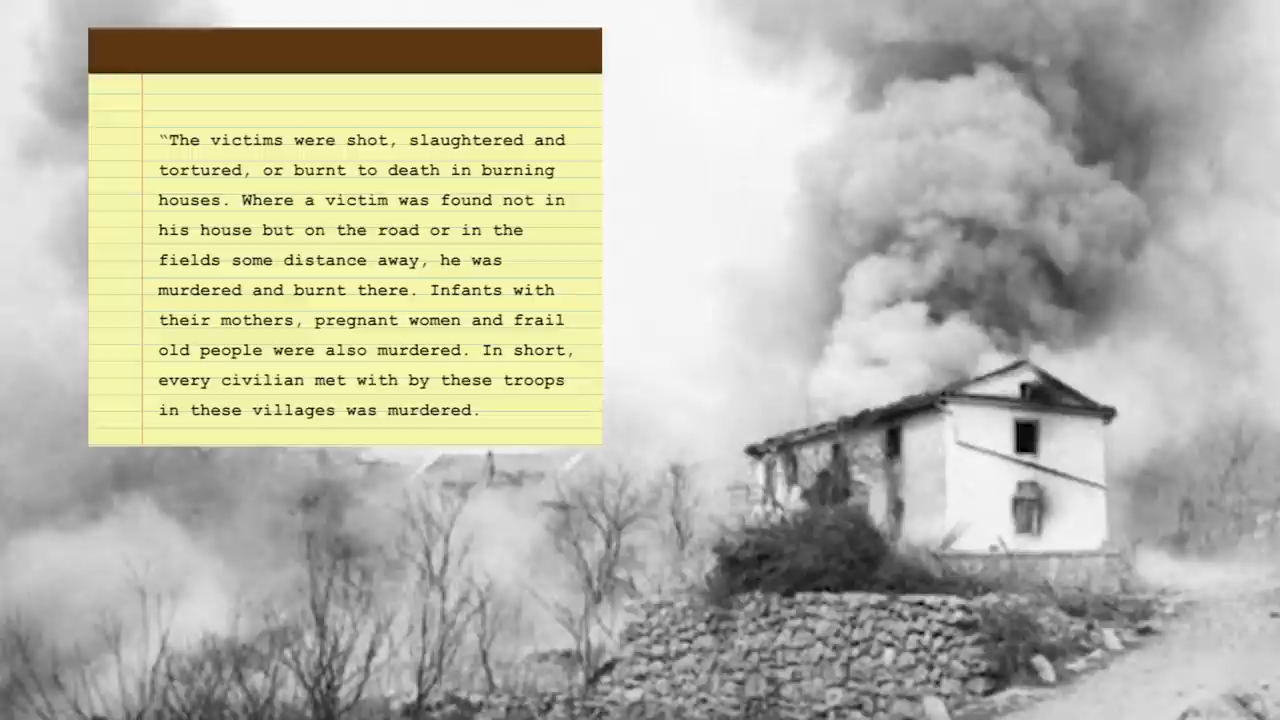 “The victims were shot, slaughtered and
tortured, or burnt to death in burning
houses. Where a victim was found not in
his house but on the road or in the
fields some distance away, he was
murdered and burnt there. Infants with
their mothers, pregnant women and frail
old people were also murdered. In short,
every civilian met with by these troops
in these villages was murdered.